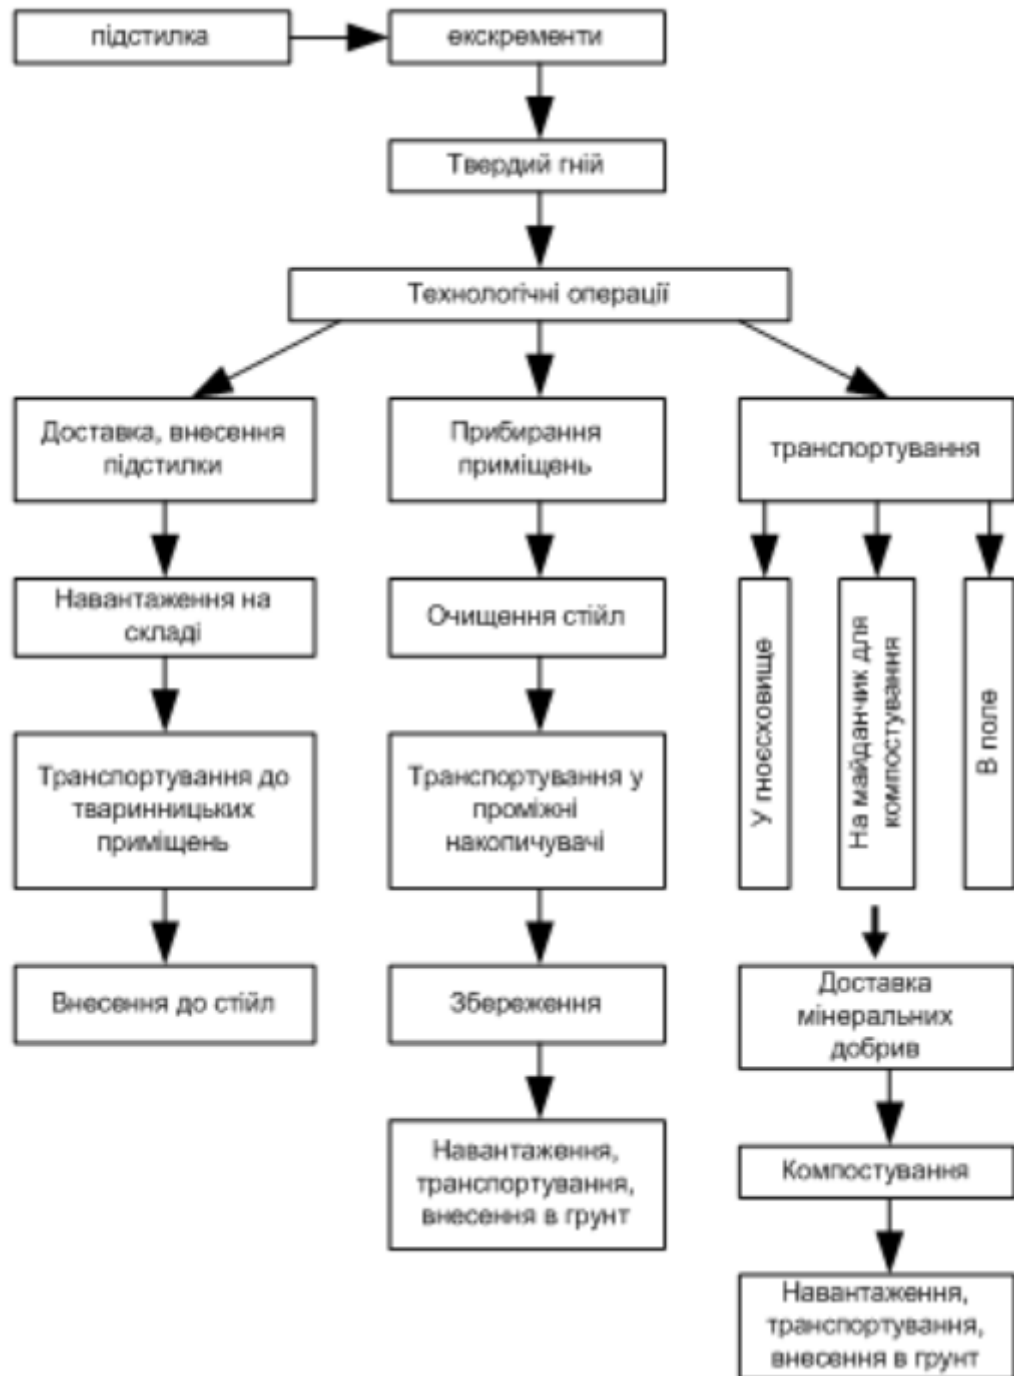 підстилка
екскременти
Твердий гній
Технологічні операції
Доставка, внесення
підстилки
Навантаження на
складі
Транспортування до
тваринницьких
приміщень
Внесення до стійл
Прибирання
приміщень
Очищення стійл
Транспортування у
проміжні
накопичувачі
Збереження
Навантаження,
транспортування,
внесення в грунт
транспортування
У гноєсховище
На майданчик для
компостування
В поле
Доставка
мінеральних
добрив
Компостування
Навантаження,
транспортування,
внесення в грунт